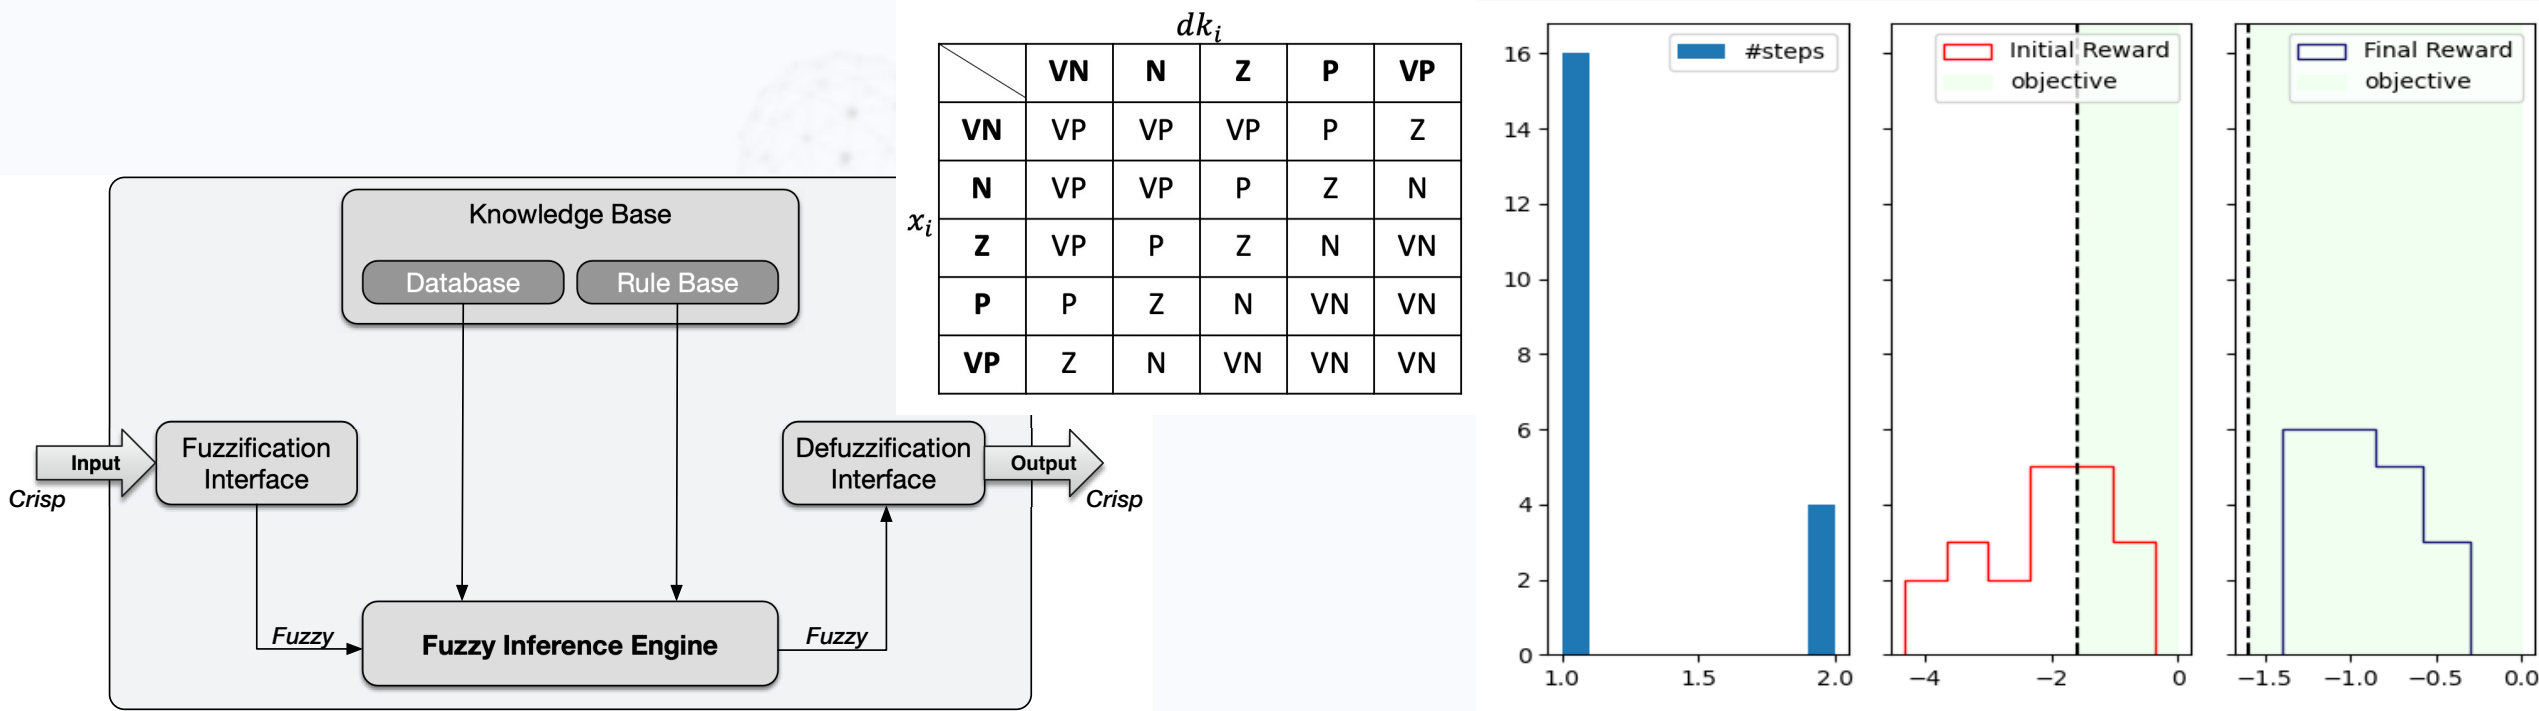 Knowledge Base
Database
Rule Base
Input
Crisp
Fuzzification
Interface
Defuzzification
Interface
Output
Crisp
Fuzzy
Fuzzy Inference Engine
Fuzzy
dkᵢ
VN N Z P VP
VN VP VP VP P Z
N VP VP P Z N
xᵢ
Z VP P Z N VN
P P Z N VN VN
VP Z N VN VN VN
#steps
16
14
12
10
8
6
4
2
0
1.0 1.5 2.0
Initial Reward
objective
−4 −2 0
Final Reward
objective
−1.5 −1.0 −0.5 0.0